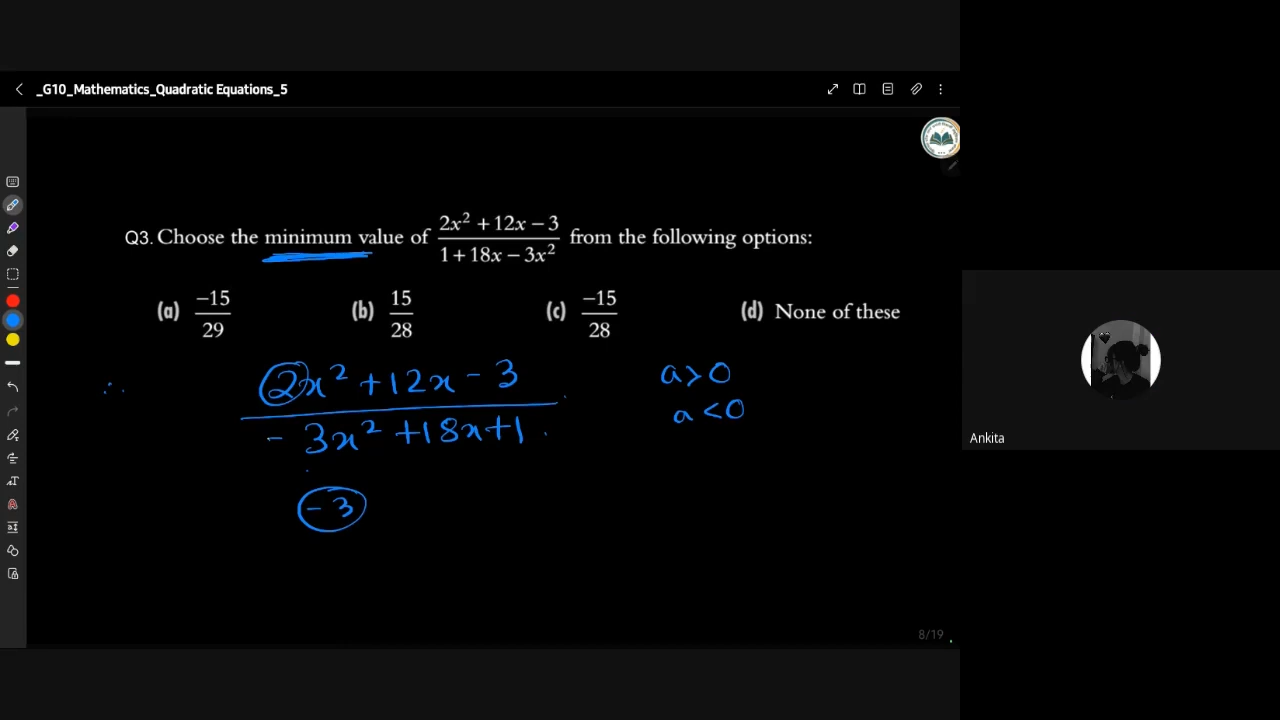 _G10_Mathematics_Quadratic Equations_5
Q3. Choose the minimum value of (2x² + 12x − 3)/(1 + 18x − 3x²) from the following options:
(a) −15/29 (b) 15/28 (c) −15/28 (d) None of these
∴ 2x² + 12x − 3 a > 0
− 3x² + 18x + 1 a < 0
− 3
Ankita
8/19